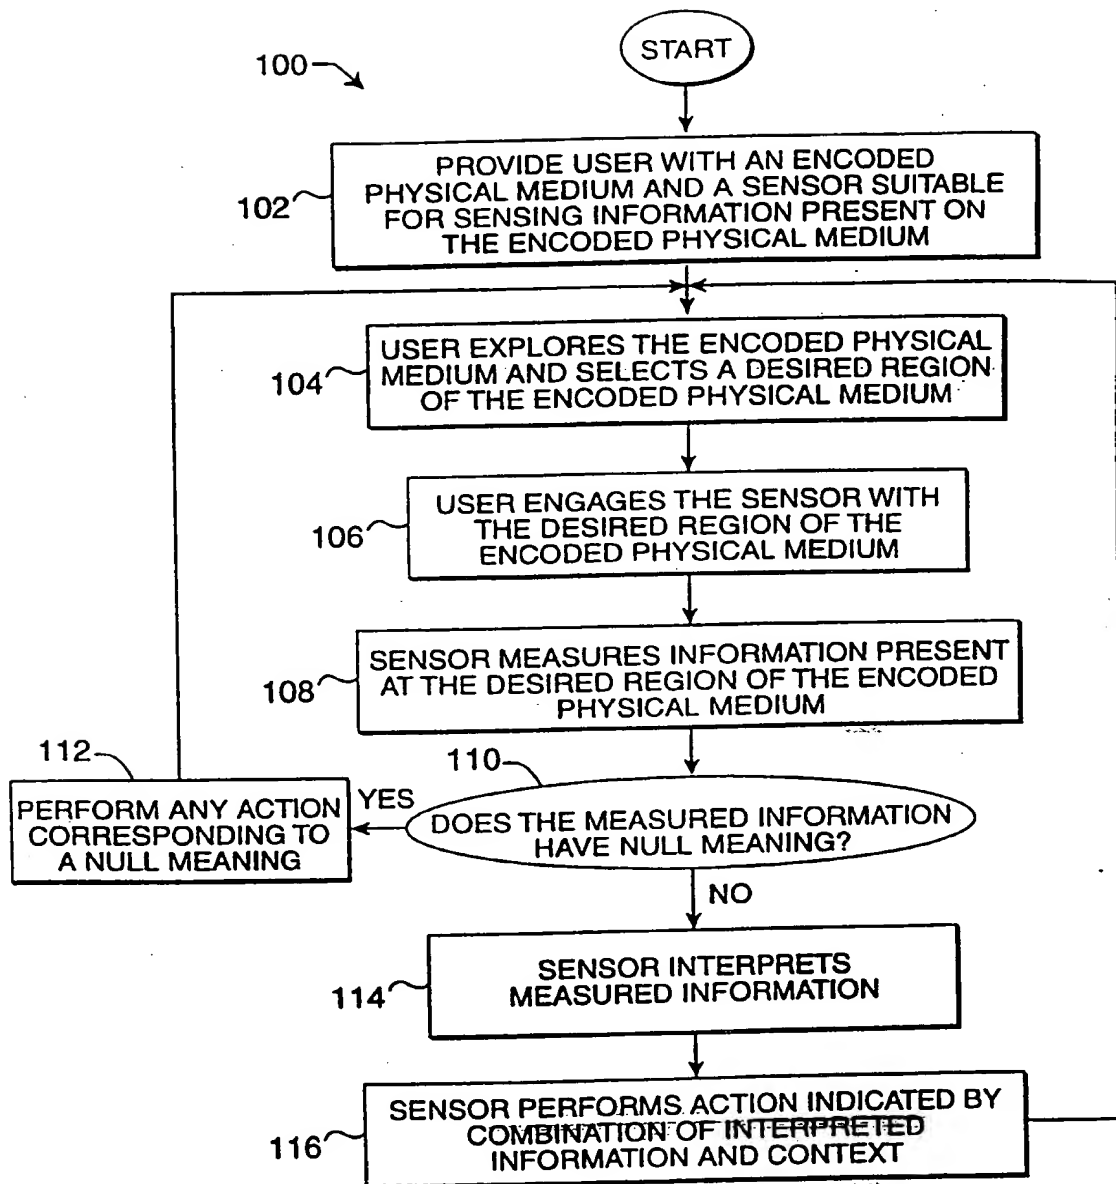 START
100
PROVIDE USER WITH AN ENCODED
PHYSICAL MEDIUM AND A SENSOR SUITABLE
FOR SENSING INFORMATION PRESENT ON
THE ENCODED PHYSICAL MEDIUM
102
USER EXPLORES THE ENCODED PHYSICAL
MEDIUM AND SELECTS A DESIRED REGION
OF THE ENCODED PHYSICAL MEDIUM
104
USER ENGAGES THE SENSOR WITH
THE DESIRED REGION OF THE
ENCODED PHYSICAL MEDIUM
106
SENSOR MEASURES INFORMATION PRESENT
AT THE DESIRED REGION OF THE ENCODED
PHYSICAL MEDIUM
108
110
DOES THE MEASURED INFORMATION
HAVE NULL MEANING?
YES
112
PERFORM ANY ACTION
CORRESPONDING TO
A NULL MEANING
NO
SENSOR INTERPRETS
MEASURED INFORMATION
114
SENSOR PERFORMS ACTION INDICATED BY
COMBINATION OF INTERPRETED
INFORMATION AND CONTEXT
116